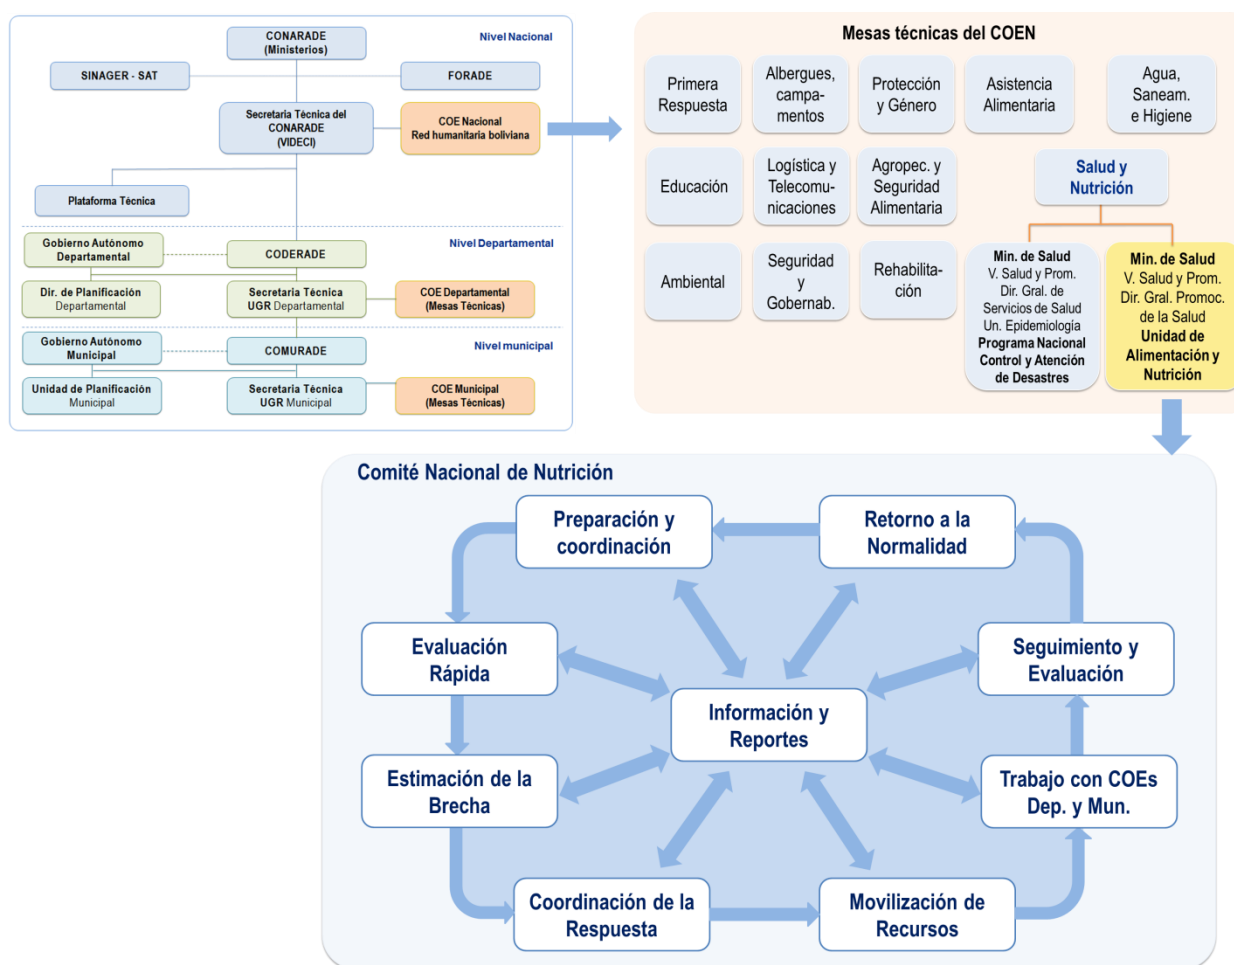 CONARADE
(Ministerios)
Nivel Nacional
SINAGER - SAT
FORADE
Secretaria Técnica del
CONARADE
(VIDECI)
COE Nacional
Red humanitaria boliviana
Plataforma Técnica
Gobierno Autónomo
Departamental
CODERADE
Nivel Departamental
Dir. de Planificación
Departamental
Secretaria Técnica
UGR Departamental
COE Departamental
(Mesas Técnicas)
Gobierno Autónomo
Municipal
COMURADE
Nivel municipal
Unidad de Planificación
Municipal
Secretaria Técnica
UGR Municipal
COE Municipal
(Mesas Técnicas)
Mesas técnicas del COEN
Primera
Respuesta
Albergues,
campa-
mentos
Protección
y Género
Asistencia
Alimentaria
Agua,
Saneam.
e Higiene
Educación
Logística y
Telecomu-
nicaciones
Agropec. y
Seguridad
Alimentaria
Salud y
Nutrición
Ambiental
Seguridad
y
Gobernab.
Rehabilita-
ción
Min. de Salud
V. Salud y Prom.
Dir. Gral. de
Servicios de Salud
Un. Epidemiología
Programa Nacional
Control y Atención
de Desastres
Min. de Salud
V. Salud y Prom.
Dir. Gral. Promoc.
de la Salud
Unidad de
Alimentación y
Nutrición
Comité Nacional de Nutrición
Preparación y
coordinación
Retorno a la
Normalidad
Evaluación
Rápida
Seguimiento y
Evaluación
Información y
Reportes
Estimación de la
Brecha
Trabajo con COEs
Dep. y Mun.
Coordinación de la
Respuesta
Movilización de
Recursos